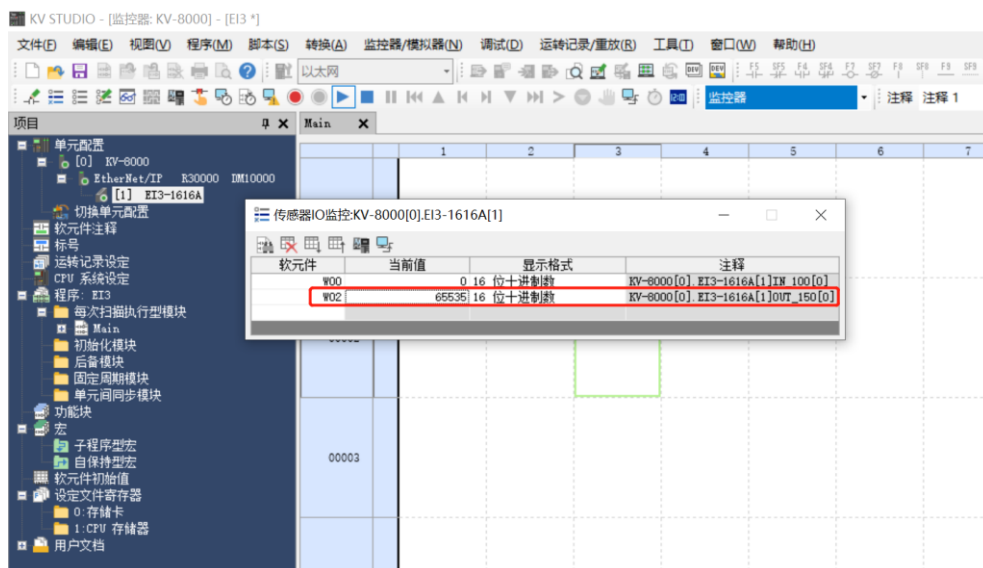 KV STUDIO - [监控器: KV-8000] - [EI3 *]
文件(F) 编辑(E) 视图(V) 程序(M) 脚本(S) 转换(A) 监控器/模拟器(N) 调试(D) 运转记录/重放(R) 工具(T) 窗口(W) 帮助(H)
以太网
监控器 注释 注释 1
项目 Main
单元配置
[0] KV-8000
EtherNet/IP R30000 DM10000
[1] EI3-1616A
切换单元配置
软元件注释
标号
运转记录设定
CPU 系统设定
程序: EI3
每次扫描执行型模块
Main
初始化模块
后备模块
固定周期模块
单元间同步模块
功能块
宏
子程序型宏
自保持型宏
软元件初始值
设定文件寄存器
0:存储卡
1:CPU 存储器
用户文档
1 2 3 4 5 6 7
传感器IO监控:KV-8000[0].EI3-1616A[1]
软元件 当前值 显示格式 注释
W00 0 16 位十进制数 KV-8000[0].EI3-1616A[1]IN_100[0]
W02 65535 16 位十进制数 KV-8000[0].EI3-1616A[1]OUT_150[0]
00003